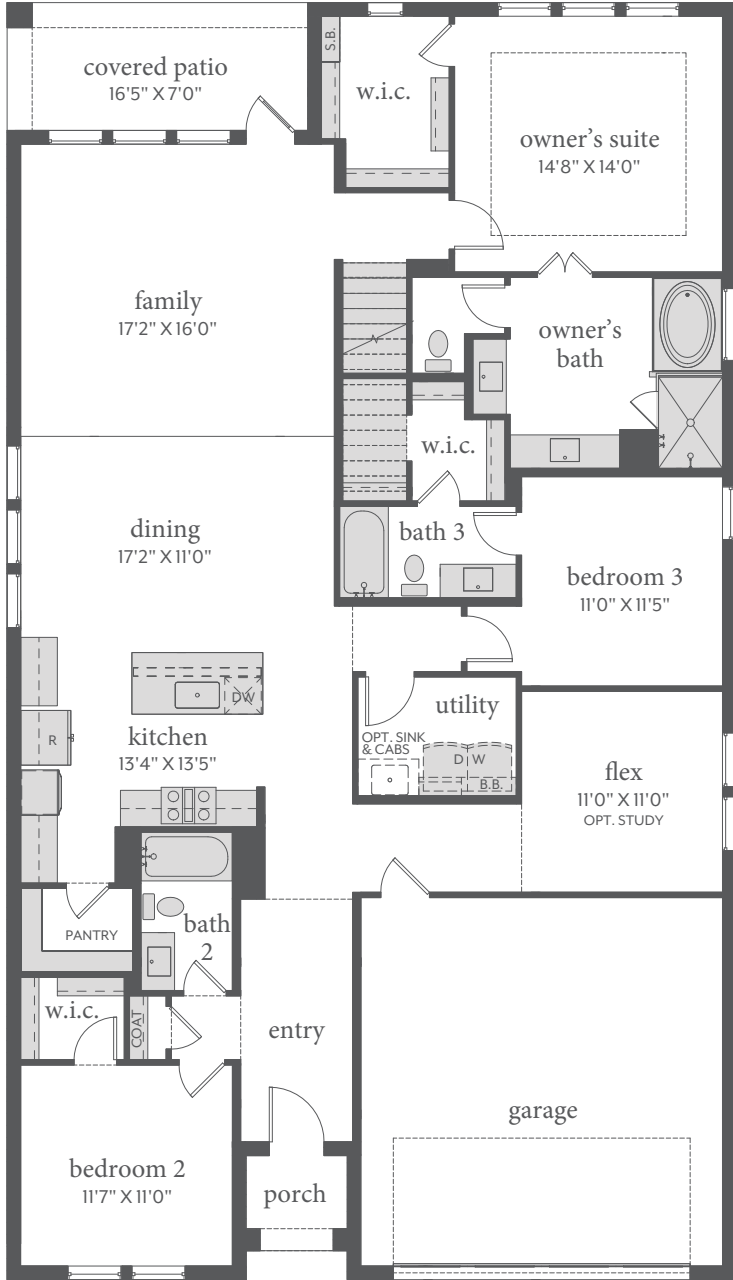 S.B.
covered patio
16'5" X 7'0"
w.i.c.
owner's suite
14'8" X 14'0"
family
17'2" X 16'0"
owner's
bath
w.i.c.
dining
17'2" X 11'0"
bath 3
bedroom 3
11'0" X 11'5"
DW
utility
R
kitchen
13'4" X 13'5"
OPT. SINK
& CABS
D W
B.B.
flex
11'0" X 11'0"
OPT. STUDY
PANTRY
bath
2
w.i.c.
COAT
entry
garage
bedroom 2
11'7" X 11'0"
porch